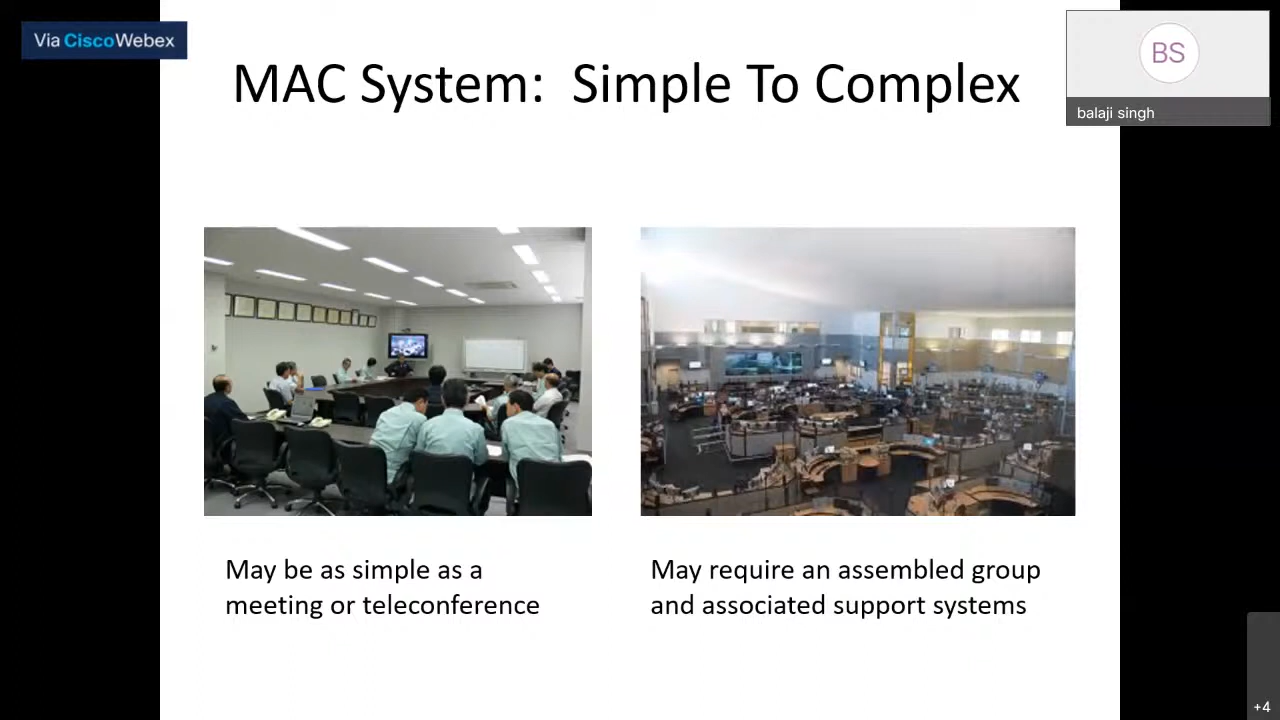 Via CiscoWebex
MAC System:  Simple To Complex
BS
balaji singh
May be as simple as a
meeting or teleconference
May require an assembled group
and associated support systems
+4